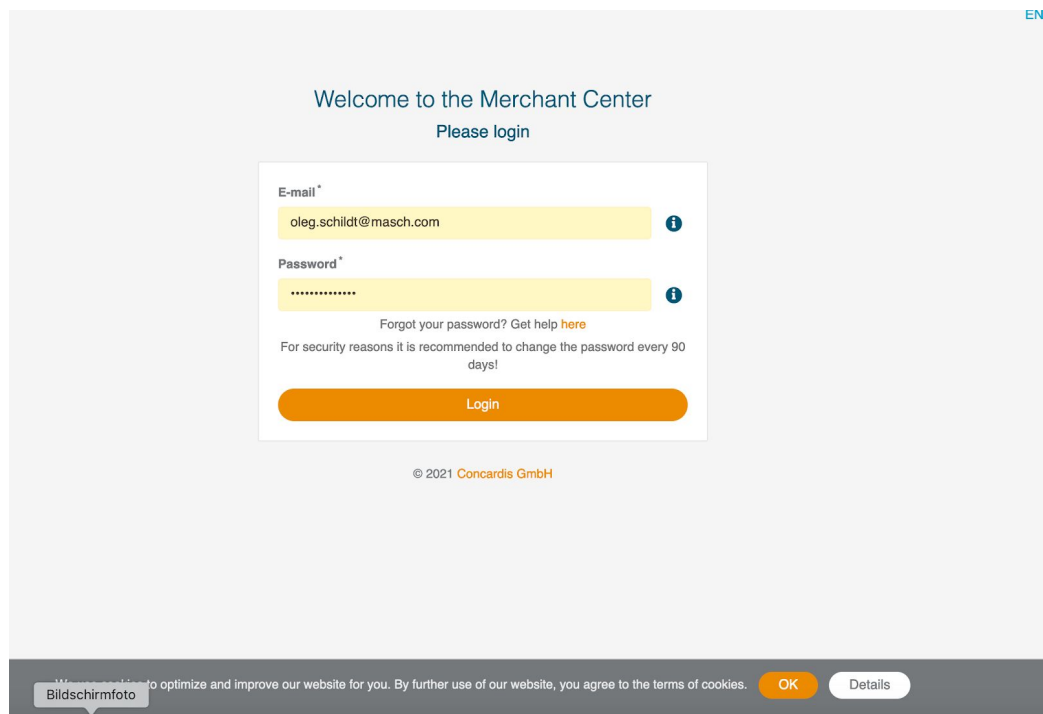 EN
Welcome to the Merchant Center
Please login
E-mail*
oleg.schildt@masch.com
Password*
••••••••••••••
Forgot your password? Get help here
For security reasons it is recommended to change the password every 90
days!
Login
© 2021 Concardis GmbH
to optimize and improve our website for you. By further use of our website, you agree to the terms of cookies. OK Details
Bildschirmfoto